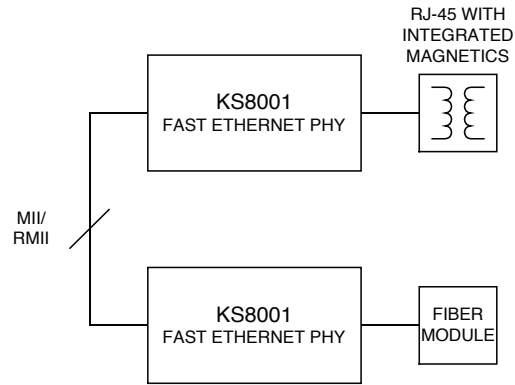 RJ-45 WITH
INTEGRATED
MAGNETICS
KS8001
FAST ETHERNET PHY
MII/
RMII
KS8001
FAST ETHERNET PHY
FIBER
MODULE